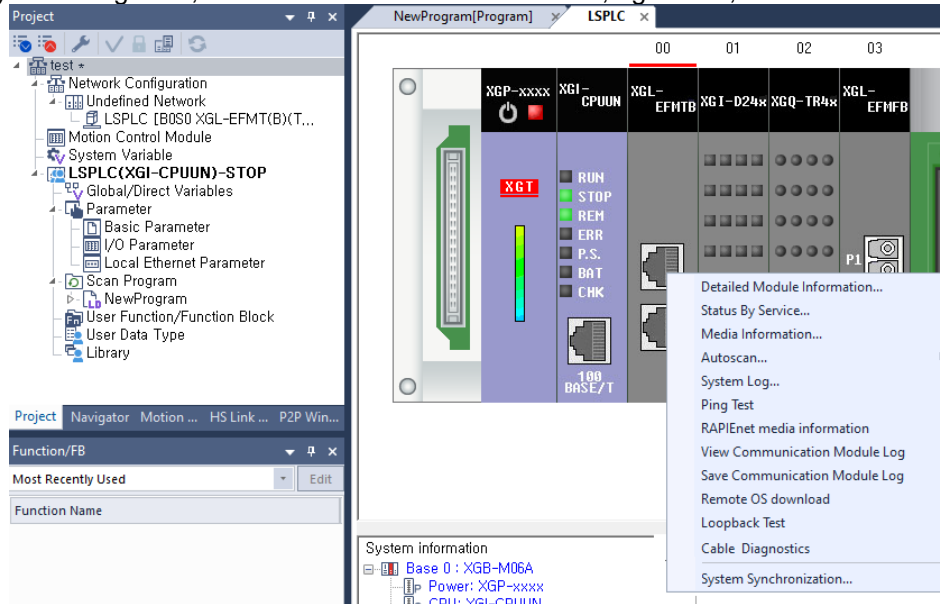 Project
test *
Network Configuration
Undefined Network
LSPLC [B0S0 XGL-EFMT(B)(T...
Motion Control Module
System Variable
LSPLC(XGI-CPUUN)-STOP
Global/Direct Variables
Parameter
Basic Parameter
I/O Parameter
Local Ethernet Parameter
Scan Program
NewProgram
User Function/Function Block
User Data Type
Library
Project Navigator Motion ... HS Link ... P2P Win...
Function/FB
Most Recently Used Edit
Function Name
NewProgram[Program] LSPLC
00 01 02 03
XGP-xxxx
XGI-
CPUUN
XGL-
EFMTB
XGI-D24x
XGQ-TR4x
XGL-
EFMFB
XGT
RUN
STOP
REM
ERR
P.S.
BAT
CHK
100
BASE/T
P1
Detailed Module Information...
Status By Service...
Media Information...
Autoscan...
System Log...
Ping Test
RAPIEnet media information
View Communication Module Log
Save Communication Module Log
Remote OS download
Loopback Test
Cable Diagnostics
System Synchronization...
System information
Base 0 : XGB-M06A
Power: XGP-xxxx
CPU: XGI-CPUUN